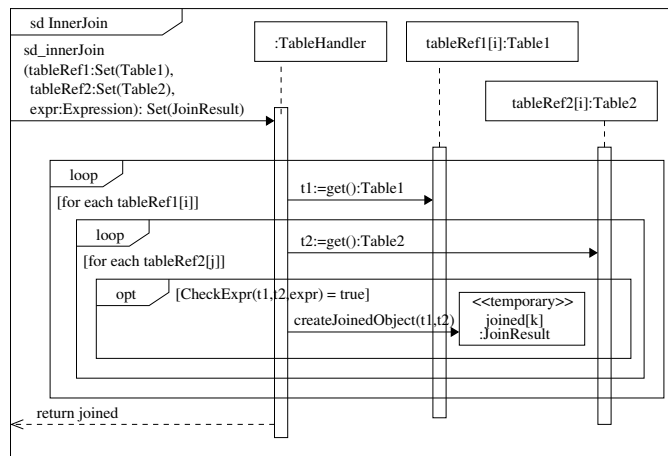 sd InnerJoin
sd_innerJoin
(tableRef1:Set(Table1),
tableRef2:Set(Table2),
expr:Expression): Set(JoinResult)
:TableHandler
tableRef1[i]:Table1
tableRef2[i]:Table2
loop
[for each tableRef1[i]]
t1:=get():Table1
loop
[for each tableRef2[j]]
t2:=get():Table2
opt
[CheckExpr(t1,t2,expr) = true]
createJoinedObject(t1,t2)
<<temporary>>
joined[k]
:JoinResult
return joined